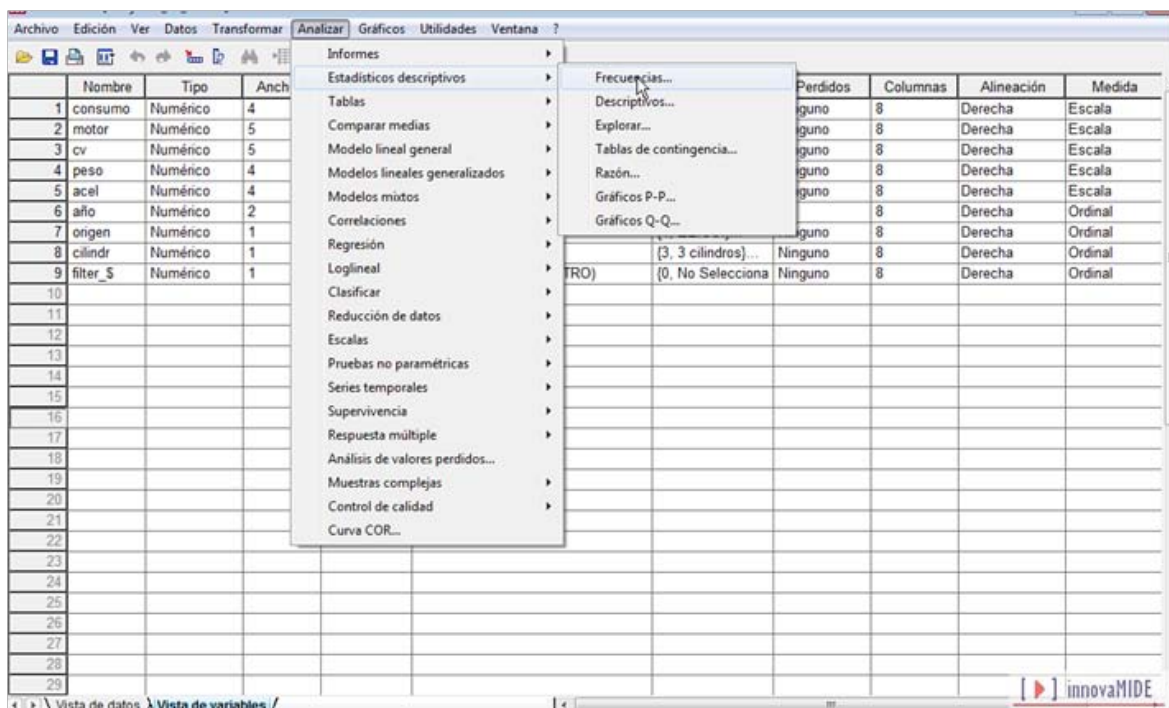 Archivo Edición Ver Datos Transformar Analizar Gráficos Utilidades Ventana ?
Nombre Tipo Anch Perdidos Columnas Alineación Medida
1 consumo Numérico 4 8 Derecha Escala
2 motor Numérico 5 8 Derecha Escala
3 cv Numérico 5 8 Derecha Escala
4 peso Numérico 4 8 Derecha Escala
5 acel Numérico 4 8 Derecha Escala
6 año Numérico 2 8 Derecha Ordinal
7 origen Numérico 1 8 Derecha Ordinal
8 cilindr Numérico 1 {3, 3 cilindros}... Ninguno 8 Derecha Ordinal
9 filter_$ Numérico 1 TRO) {0, No Selecciona Ninguno 8 Derecha Ordinal
10
11
12
13
14
15
16
17
18
19
20
21
22
23
24
25
26
27
28
29
Informes
Estadísticos descriptivos
Tablas
Comparar medias
Modelo lineal general
Modelos lineales generalizados
Modelos mixtos
Correlaciones
Regresión
Loglineal
Clasificar
Reducción de datos
Escalas
Pruebas no paramétricas
Series temporales
Supervivencia
Respuesta múltiple
Análisis de valores perdidos...
Muestras complejas
Control de calidad
Curva COR...
Frecuencias...
Descriptivos...
Explorar...
Tablas de contingencia...
Razón...
Gráficos P-P...
Gráficos Q-Q...
Vista de datos Vista de variables
innovaMIDE